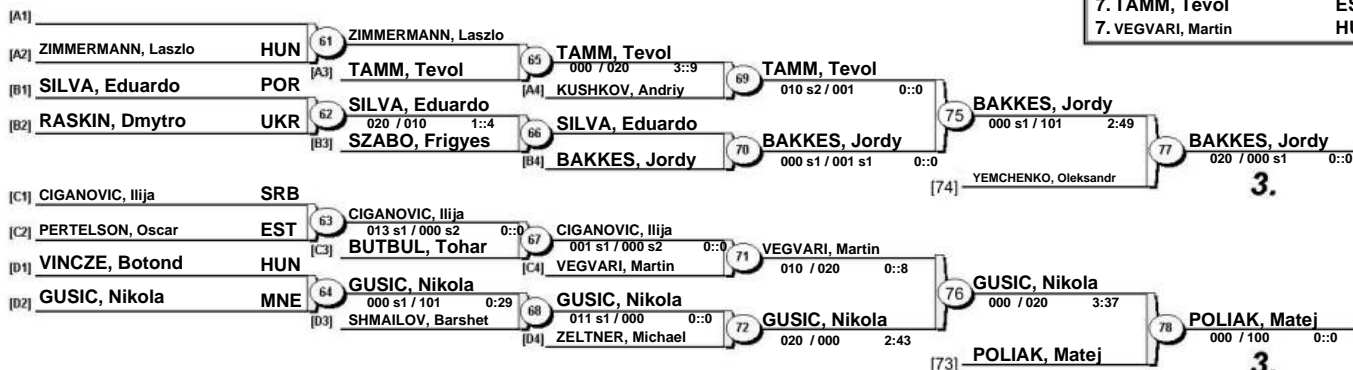 7. TAMM, Tevol ES
7. VEGVARI, Martin HU
[A1]
[A2] ZIMMERMANN, Laszlo HUN
61
ZIMMERMANN, Laszlo
[A3] TAMM, Tevol
65
TAMM, Tevol
000 / 020 3::9
[A4] KUSHKOV, Andriy
69
TAMM, Tevol
010 s2 / 001 0::0
[B1] SILVA, Eduardo POR
[B2] RASKIN, Dmytro UKR
62
SILVA, Eduardo
020 / 010 1::4
[B3] SZABO, Frigyes
66
SILVA, Eduardo
[B4] BAKKES, Jordy
70
BAKKES, Jordy
000 s1 / 001 s1 0::0
75
BAKKES, Jordy
000 s1 / 101 2:49
[74] YEMCHENKO, Oleksandr
77
BAKKES, Jordy
020 / 000 s1 0::0
3.
[C1] CIGANOVIC, Ilija SRB
[C2] PERTELSON, Oscar EST
63
CIGANOVIC, Ilija
013 s1 / 000 s2 0::0
[C3] BUTBUL, Tohar
67
CIGANOVIC, Ilija
001 s1 / 000 s2 0::0
[C4] VEGVARI, Martin
71
VEGVARI, Martin
010 / 020 0::8
[D1] VINCZE, Botond HUN
[D2] GUSIC, Nikola MNE
64
GUSIC, Nikola
000 s1 / 101 0:29
[D3] SHMAILOV, Barshet
68
GUSIC, Nikola
011 s1 / 000 0::0
[D4] ZELTNER, Michael
72
GUSIC, Nikola
020 / 000 2:43
76
GUSIC, Nikola
000 / 020 3:37
[73] POLIAK, Matej
78
POLIAK, Matej
000 / 100 0::0
3.